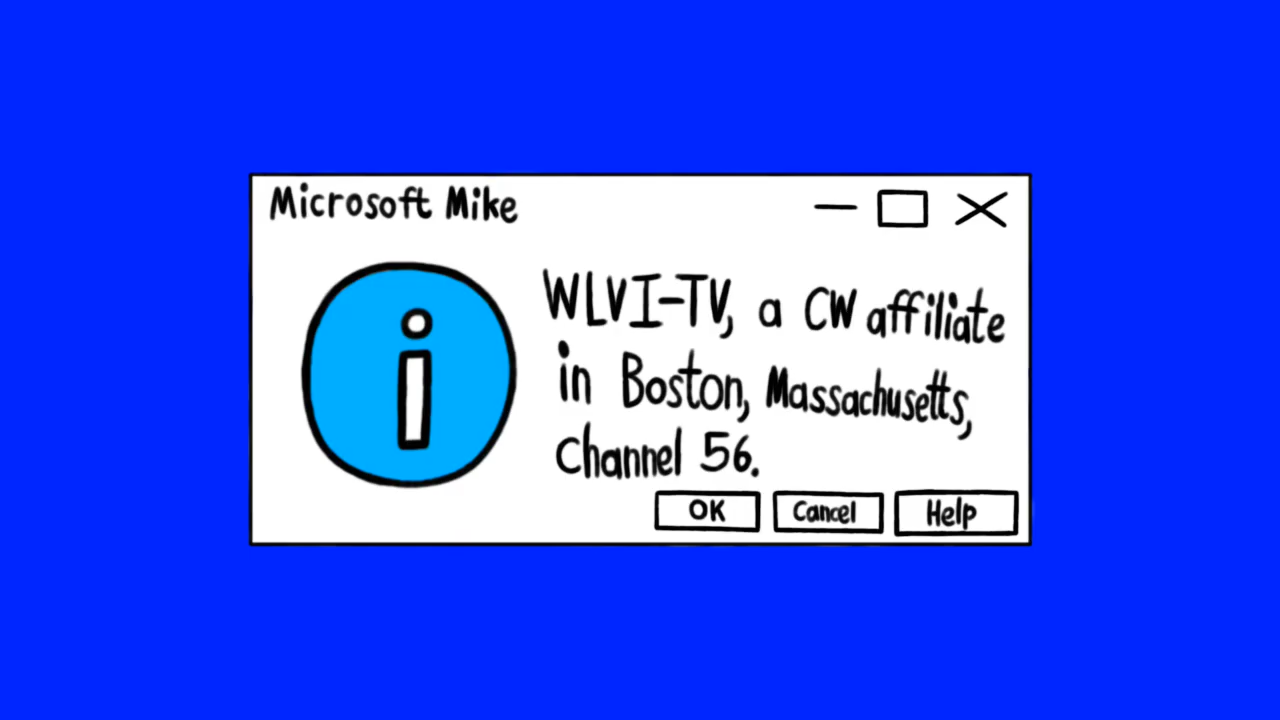 Microsoft Mike
WLVI-TV, a CW affiliate
in Boston, Massachusetts,
Channel 56.
OK Cancel Help